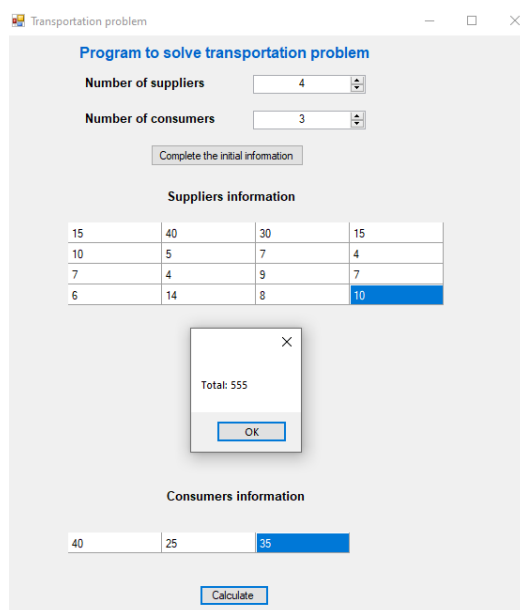 Transportation problem
Program to solve transportation problem
Number of suppliers 4
Number of consumers 3
Complete the initial information
Suppliers information
15 40 30 15
10 5 7 4
7 4 9 7
6 14 8 10
Total: 555
OK
Consumers information
40 25 35
Calculate